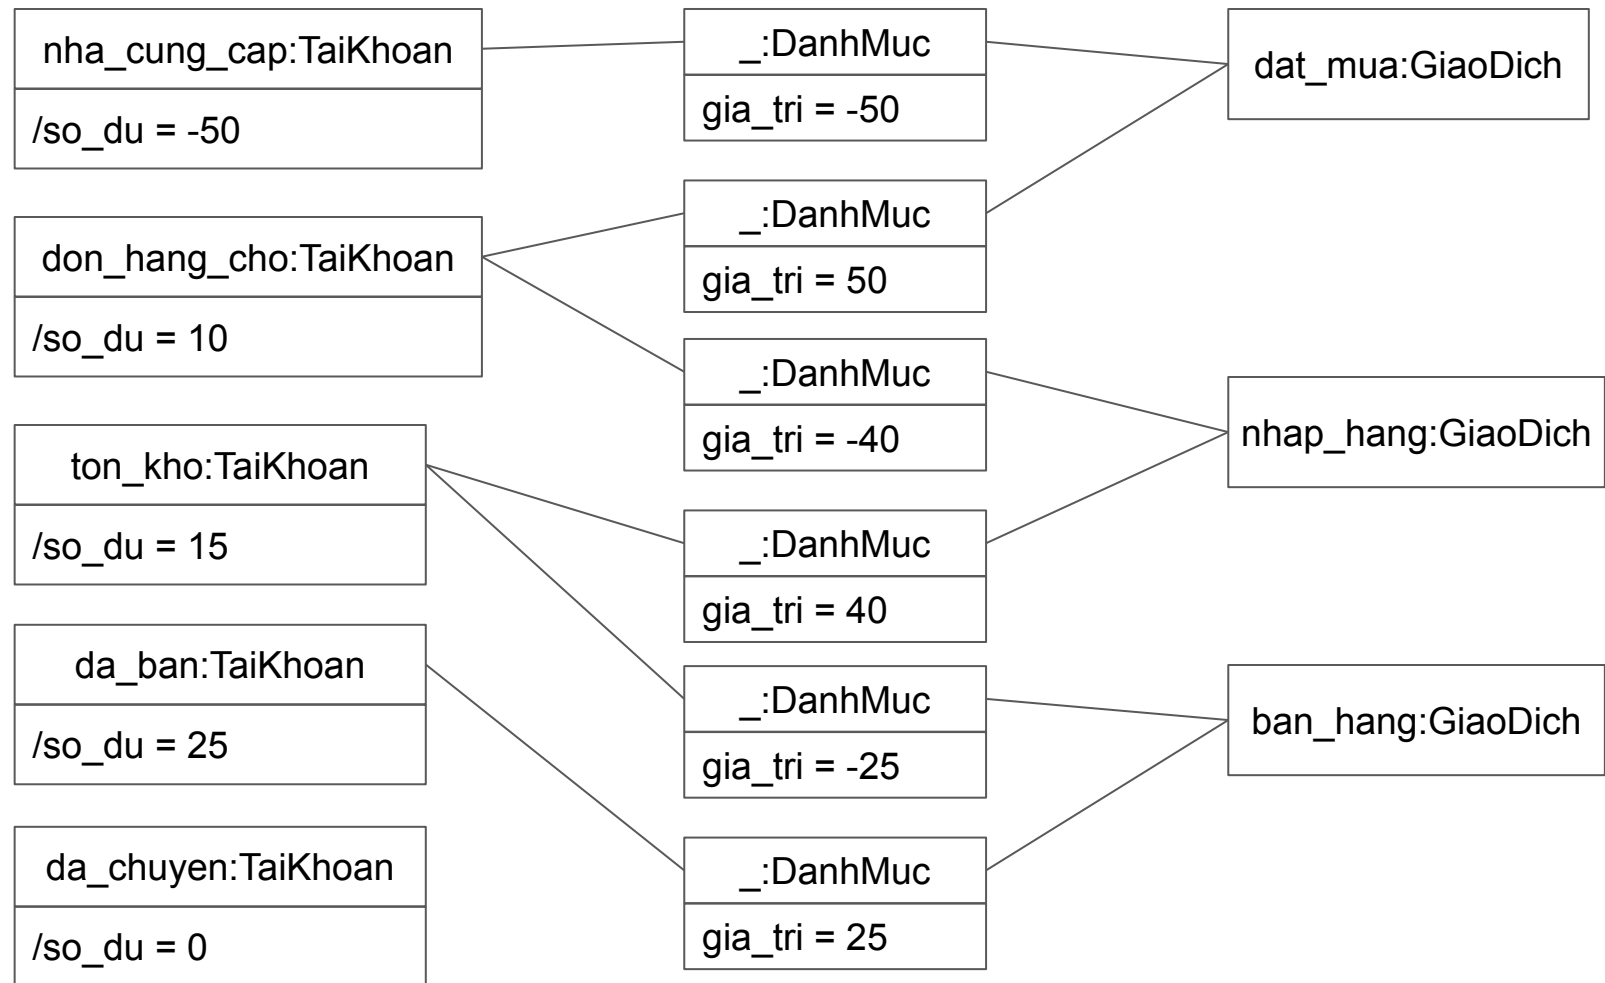 nha_cung_cap:TaiKhoan
/so_du = -50
don_hang_cho:TaiKhoan
/so_du = 10
ton_kho:TaiKhoan
/so_du = 15
da_ban:TaiKhoan
/so_du = 25
da_chuyen:TaiKhoan
/so_du = 0
_:DanhMuc
gia_tri = -50
_:DanhMuc
gia_tri = 50
_:DanhMuc
gia_tri = -40
_:DanhMuc
gia_tri = 40
_:DanhMuc
gia_tri = -25
_:DanhMuc
gia_tri = 25
dat_mua:GiaoDich
nhap_hang:GiaoDich
ban_hang:GiaoDich